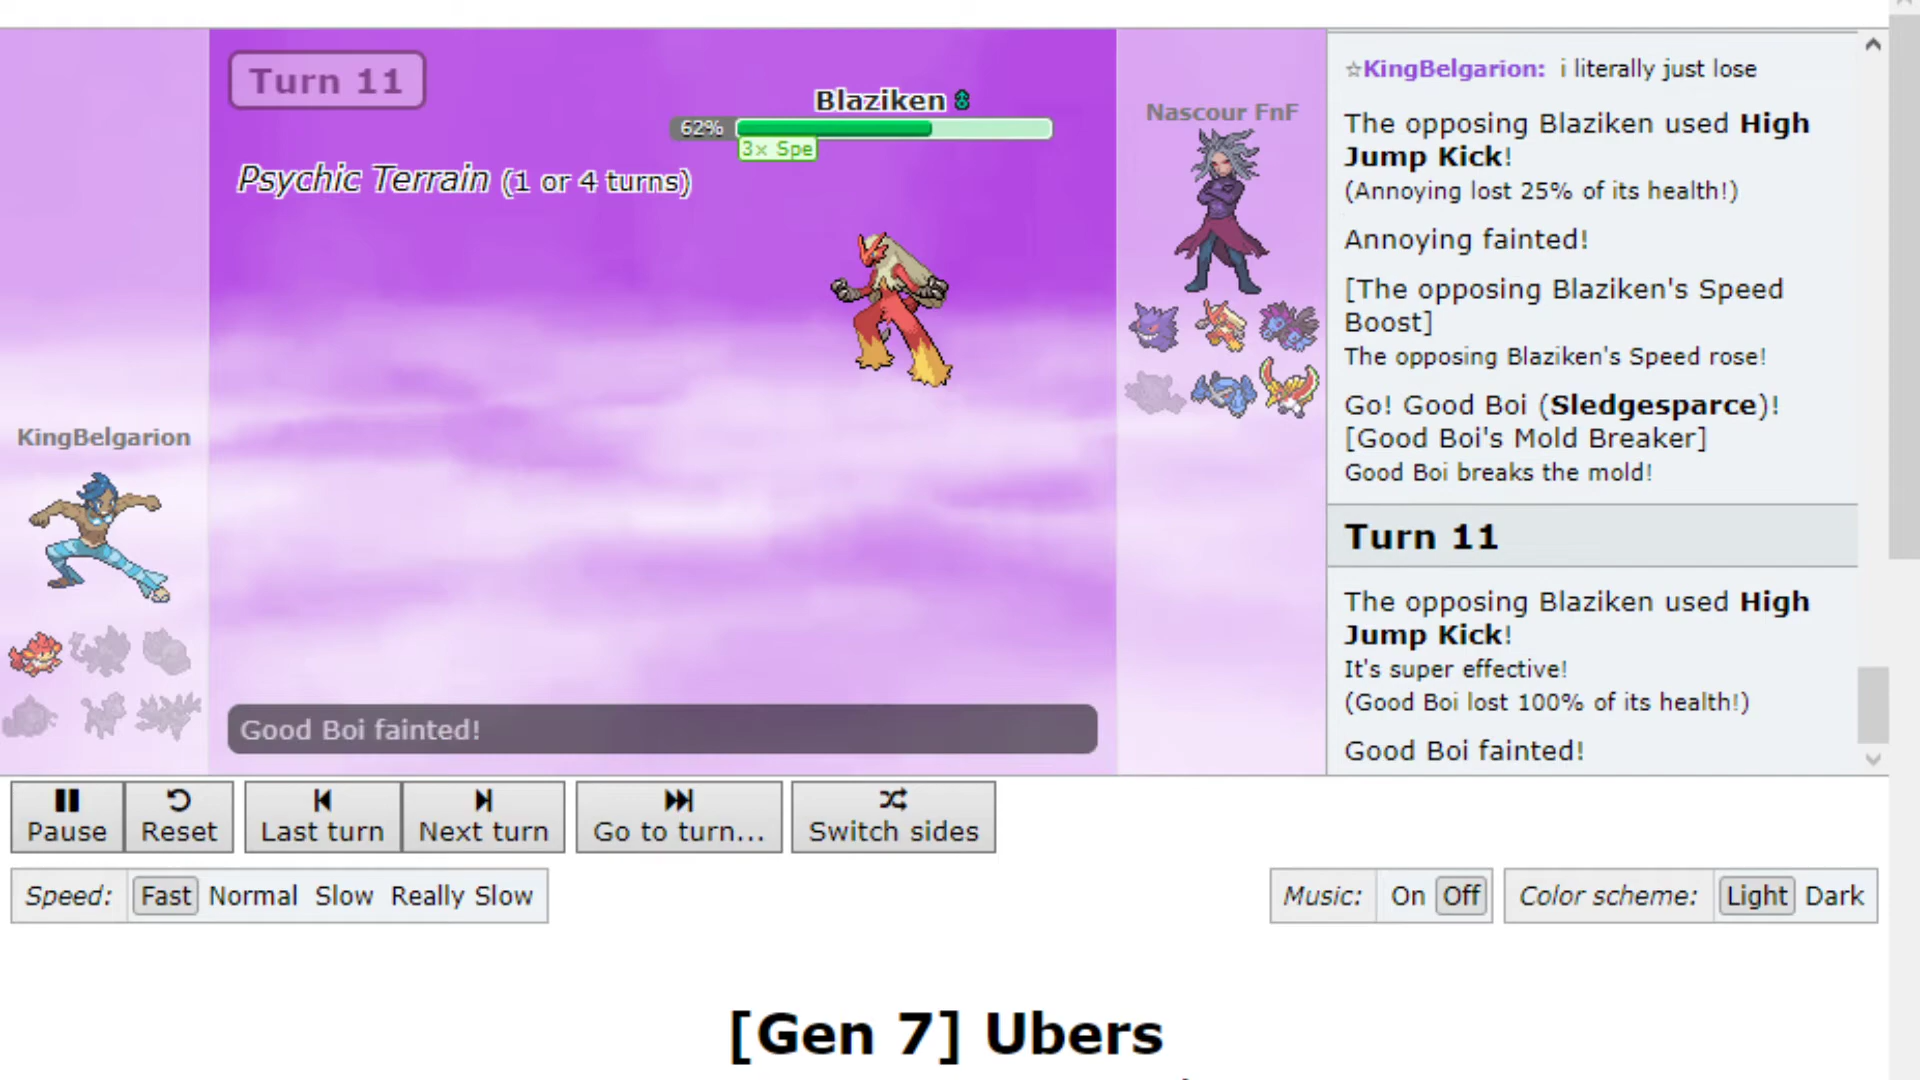 Turn 11
Blaziken
62%
3× Spe
Psychic Terrain (1 or 4 turns)
Nascour FnF
KingBelgarion
Good Boi fainted!
☆KingBelgarion: i literally just lose
The opposing Blaziken used High
Jump Kick!
(Annoying lost 25% of its health!)
Annoying fainted!
[The opposing Blaziken's Speed
Boost]
The opposing Blaziken's Speed rose!
Go! Good Boi (Sledgesparce)!
[Good Boi's Mold Breaker]
Good Boi breaks the mold!
Turn 11
The opposing Blaziken used High
Jump Kick!
It's super effective!
(Good Boi lost 100% of its health!)
Good Boi fainted!
Pause Reset Last turn Next turn Go to turn... Switch sides
Speed: Fast Normal Slow Really Slow
Music: On Off
Color scheme: Light Dark
[Gen 7] Ubers